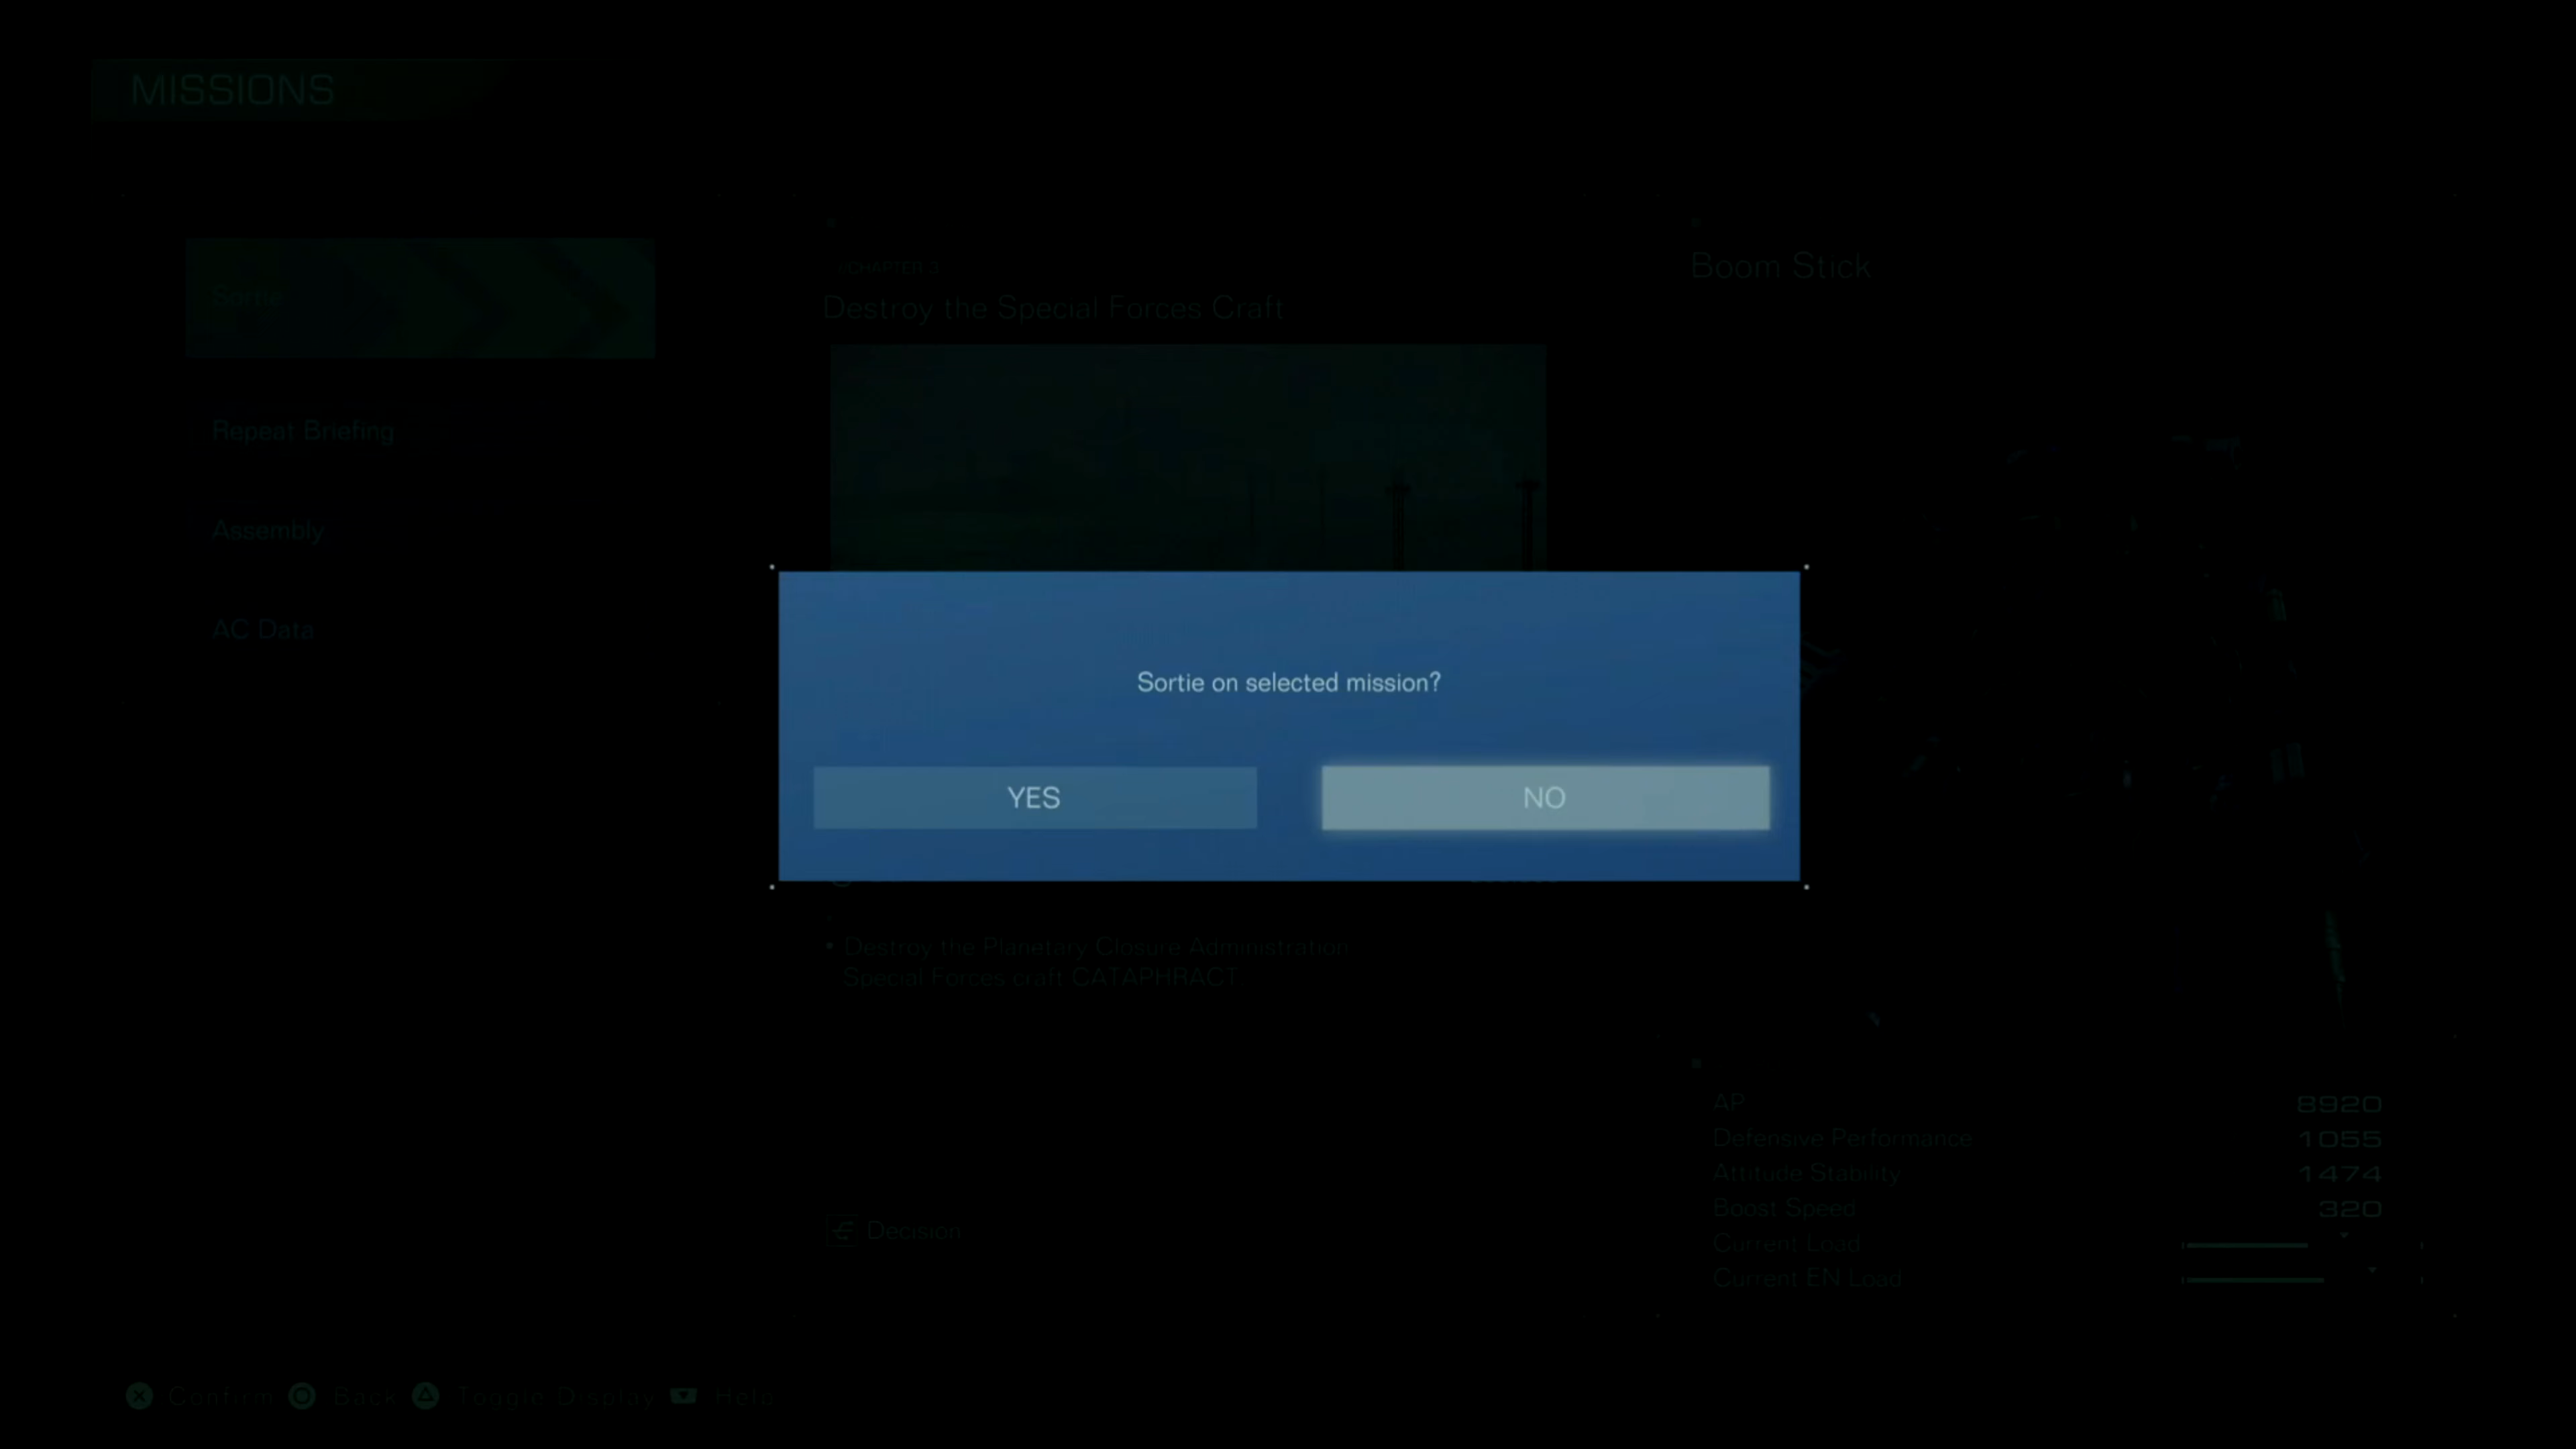 MISSIONS
Sortie
Repeat Briefing
Assembly
AC Data
CHAPTER 3
Destroy the Special Forces Craft
Sortie on selected mission?
YES
NO
• Destroy the Planetary Closure Administration
Special Forces craft CATAPHRACT
Decision
Boom Stick
AP 8920
Defensive Performance 1055
Attitude Stability 1474
Boost Speed 320
Current Load
Current EN Load
Confirm Back Toggle Display Help